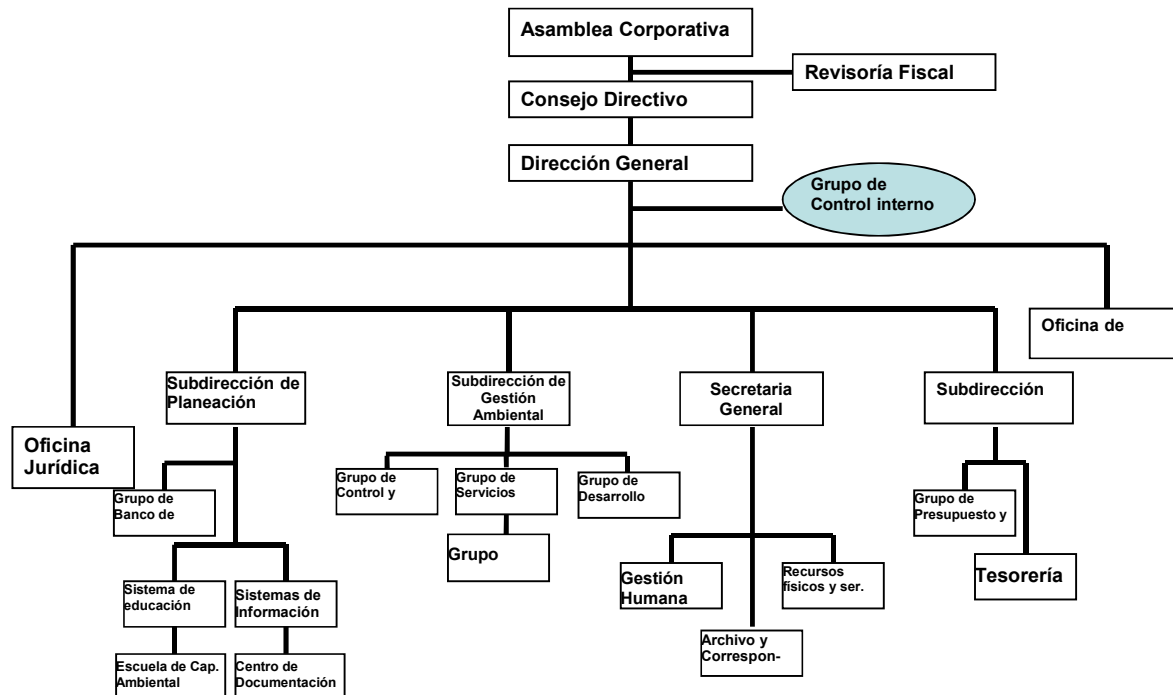 Asamblea Corporativa
Revisoría Fiscal
Consejo Directivo
Dirección General
Grupo de
Control interno
Oficina de
Subdirección de
Planeación
Subdirección de
Gestión
Ambiental
Secretaria
General
Subdirección
Oficina
Jurídica
Grupo de
Banco de
Grupo de
Control y
Grupo de
Servicios
Grupo de
Desarrollo
Grupo de
Presupuesto y
Grupo
Tesorería
Gestión
Humana
Recursos
físicos y ser.
Sistema de
educación
Sistemas de
Información
Archivo y
Correspon-
Escuela de Cap.
Ambiental
Centro de
Documentación